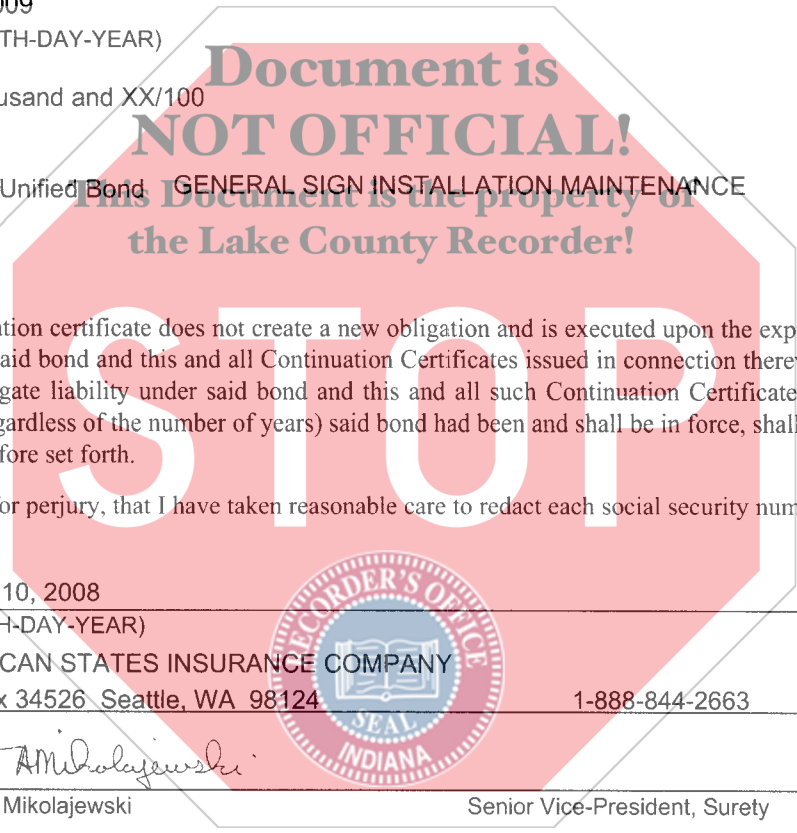 009
TH-DAY-YEAR)
Document is
usand and XX/100
NOT OFFICIAL!
Unified Bond GENERAL SIGN INSTALLATION MAINTENANCE
This Document is the property of
the Lake County Recorder!
STOP
ation certificate does not create a new obligation and is executed upon the exp
aid bond and this and all Continuation Certificates issued in connection therew
gate liability under said bond and this and all such Continuation Certificate
gardless of the number of years) said bond had been and shall be in force, shall
fore set forth.
or perjury, that I have taken reasonable care to redact each social security num
10, 2008
H-DAY-YEAR)
CAN STATES INSURANCE COMPANY
x 34526 Seattle, WA 98124 1-888-844-2663
RECORDER'S OFFICE
SEAL
INDIANA
AMikolajewski
Mikolajewski Senior Vice-President, Surety